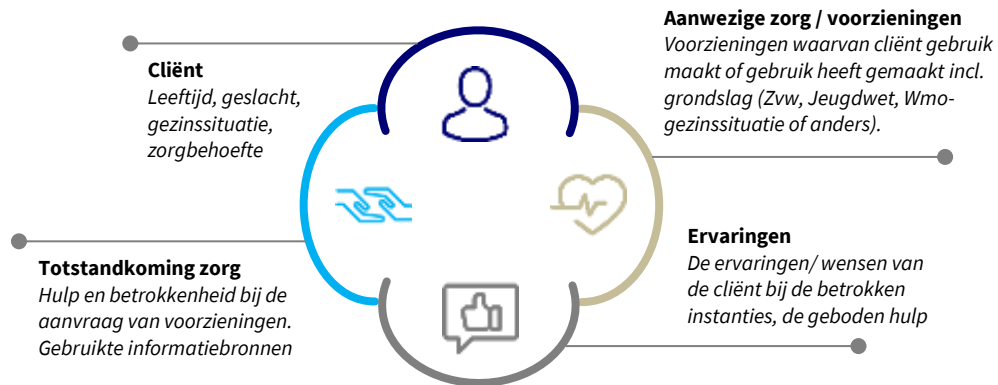 Cliënt
Leeftijd, geslacht,
gezinssituatie,
zorgbehoefte
Aanwezige zorg / voorzieningen
Voorzieningen waarvan cliënt gebruik
maakt of gebruik heeft gemaakt incl.
grondslag (Zvw, Jeugdwet, Wmo-
gezinssituatie of anders).
Totstandkoming zorg
Hulp en betrokkenheid bij de
aanvraag van voorzieningen.
Gebruikte informatiebronnen
Ervaringen
De ervaringen/ wensen van
de cliënt bij de betrokken
instanties, de geboden hulp